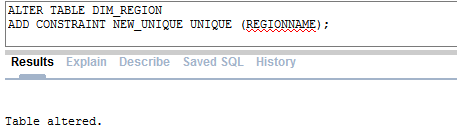 ALTER TABLE DIM_REGION
ADD CONSTRAINT NEW_UNIQUE UNIQUE (REGIONNAME);
Results Explain Describe Saved SQL History
Table altered.